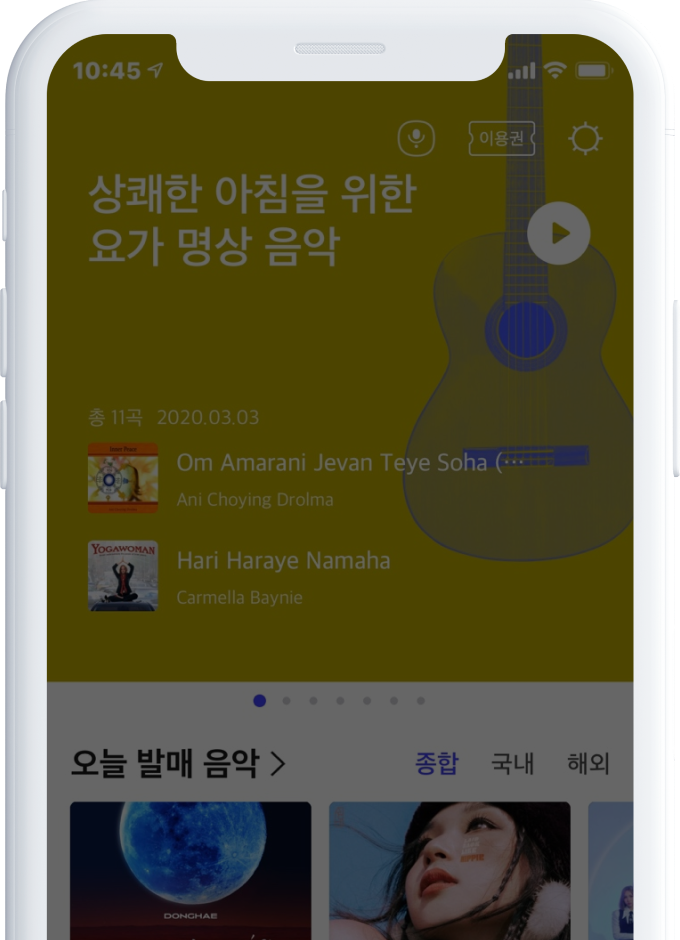 10:45
이용권
상쾌한 아침을 위한
요가 명상 음악
총 11곡 2020.03.03
Om Amarani Jevan Teye Soha (···
Ani Choying Drolma
YOGAWOMAN
Hari Haraye Namaha
Carmella Baynie
오늘 발매 음악 >
종합 국내 해외
DONGHAE